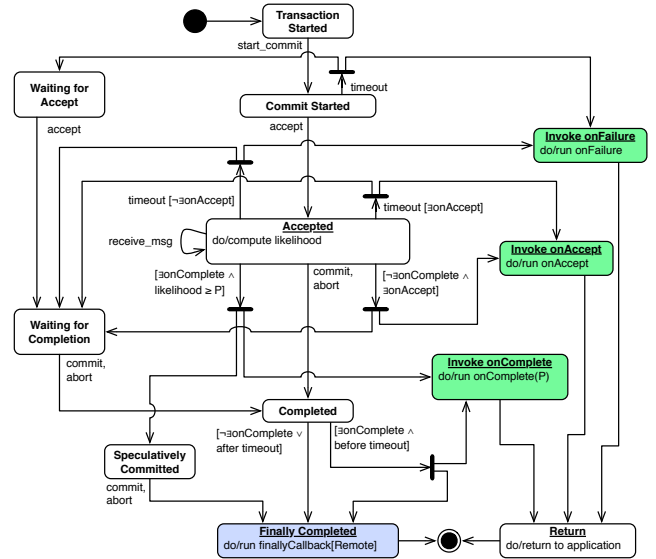 Transaction
Started
start_commit
Waiting for
Accept
timeout
Commit Started
accept
accept
Invoke onFailure
do/run onFailure
timeout [¬∃onAccept]
timeout [∃onAccept]
Accepted
do/compute likelihood
receive_msg
Invoke onAccept
do/run onAccept
[∃onComplete ∧
likelihood ≥ P]
commit,
abort
[¬∃onComplete ∧
∃onAccept]
Waiting for
Completion
commit,
abort
Invoke onComplete
do/run onComplete(P)
Completed
[¬∃onComplete ∨
after timeout]
[∃onComplete ∧
before timeout]
Speculatively
Committed
commit,
abort
Finally Completed
do/run finallyCallback[Remote]
Return
do/return to application